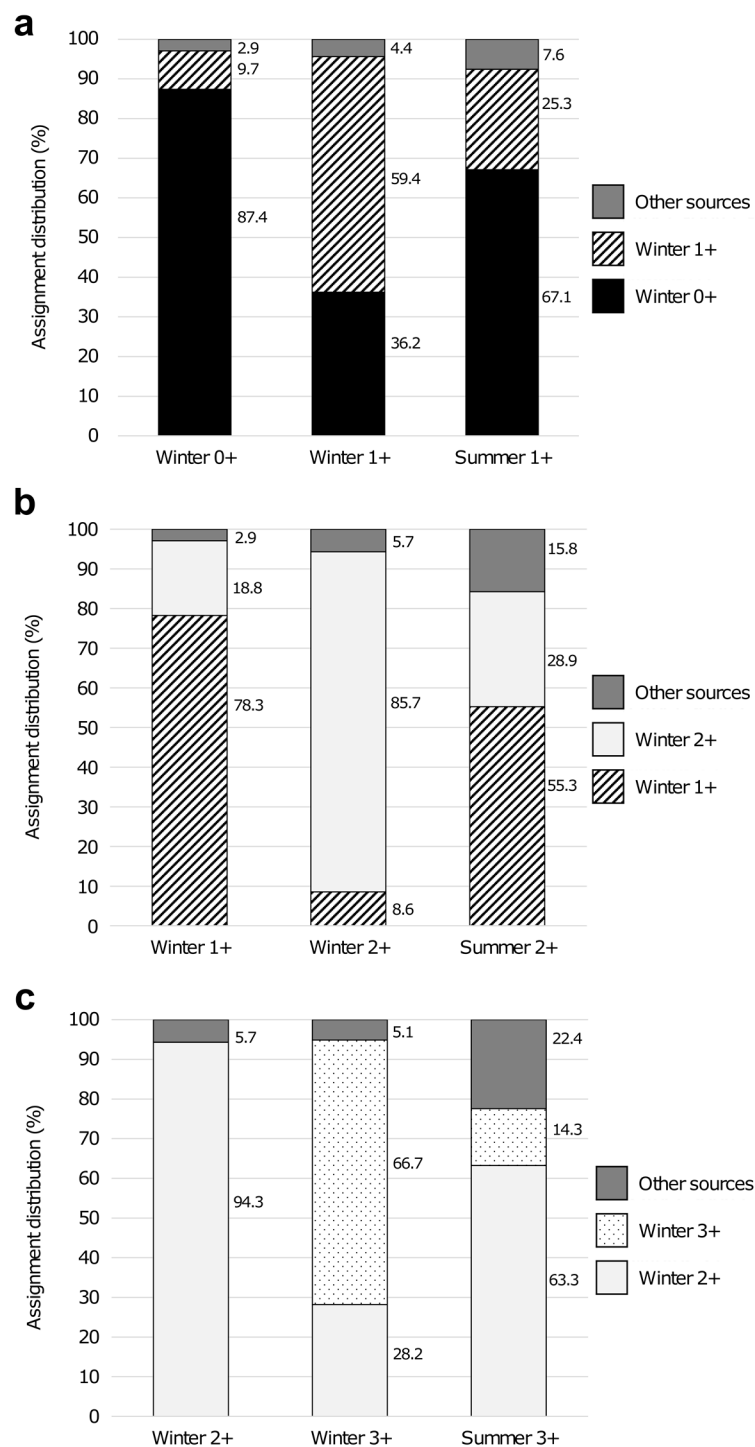 a
Assignment distribution (%)
100
90
80
70
60
50
40
30
20
10
0
2.9
9.7
87.4
4.4
59.4
36.2
7.6
25.3
67.1
Winter 0+
Winter 1+
Summer 1+
Other sources
Winter 1+
Winter 0+
b
Assignment distribution (%)
100
90
80
70
60
50
40
30
20
10
0
2.9
18.8
78.3
5.7
85.7
8.6
15.8
28.9
55.3
Winter 1+
Winter 2+
Summer 2+
Other sources
Winter 2+
Winter 1+
c
Assignment distribution (%)
100
90
80
70
60
50
40
30
20
10
0
5.7
94.3
5.1
66.7
28.2
22.4
14.3
63.3
Winter 2+
Winter 3+
Summer 3+
Other sources
Winter 3+
Winter 2+